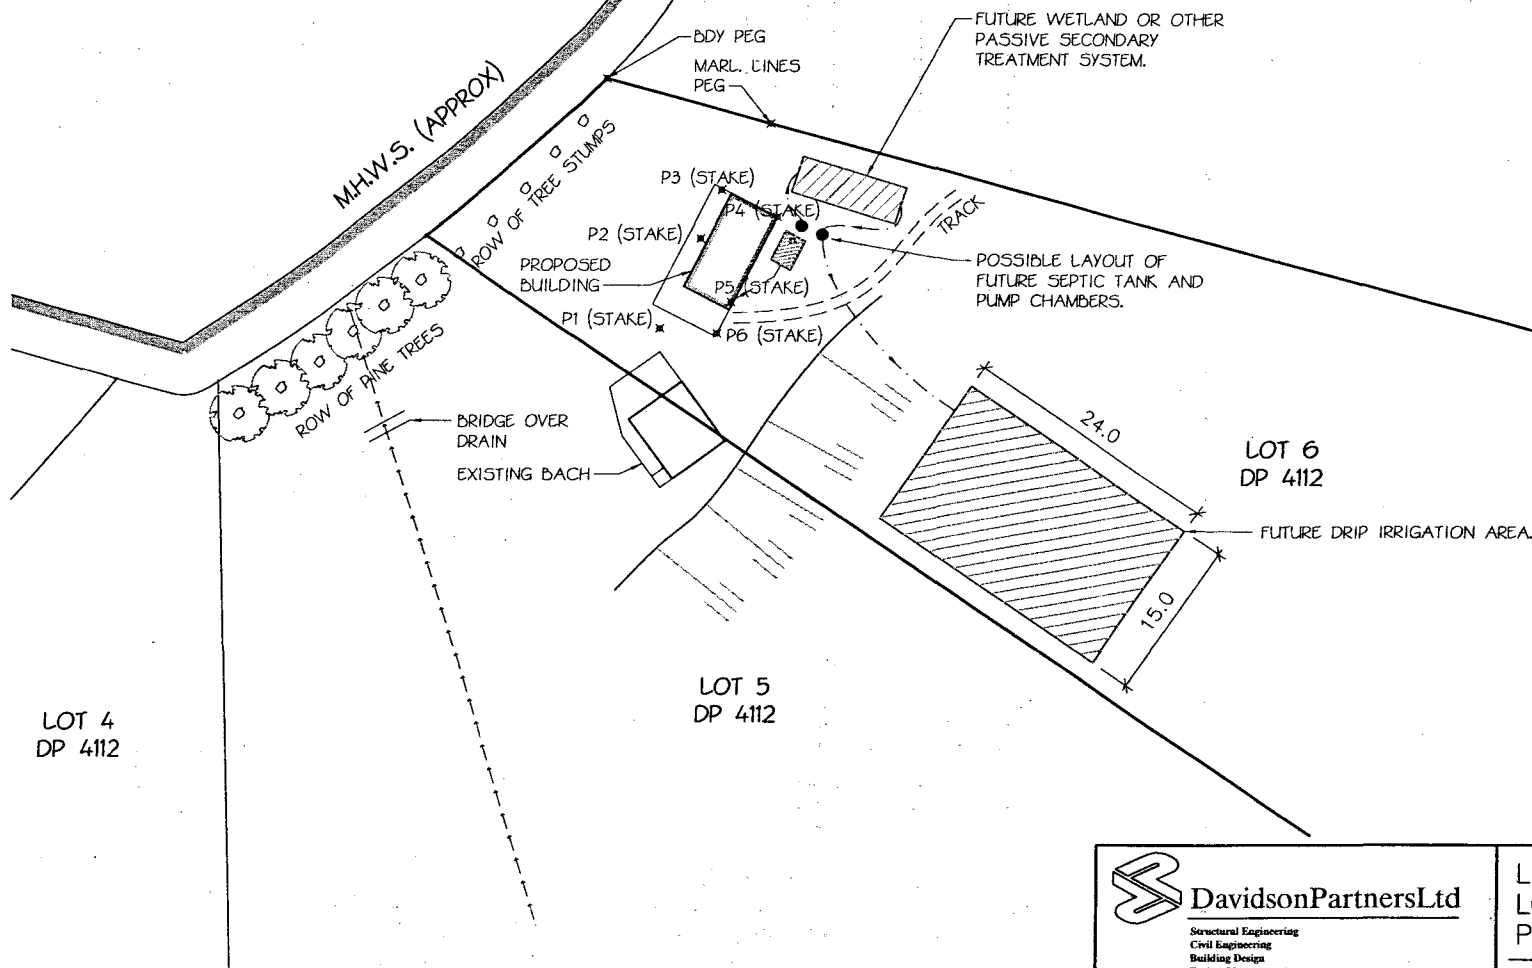 FUTURE WETLAND OR OTHER
PASSIVE SECONDARY
TREATMENT SYSTEM.
BDY PEG
MARL. LINES
PEG
M.H.W.S. (APPROX)
ROW OF TREE STUMPS
P3 (STAKE)
P4 (STAKE)
P2 (STAKE)
TRACK
PROPOSED
BUILDING
P5 (STAKE)
POSSIBLE LAYOUT OF
FUTURE SEPTIC TANK AND
PUMP CHAMBERS.
P1 (STAKE)
P6 (STAKE)
ROW OF PINE TREES
BRIDGE OVER
DRAIN
EXISTING BACH
24.0
LOT 6
DP 4112
FUTURE DRIP IRRIGATION AREA.
15.0
LOT 5
DP 4112
LOT 4
DP 4112
DavidsonPartnersLtd
Structural Engineering
Civil Engineering
Building Design